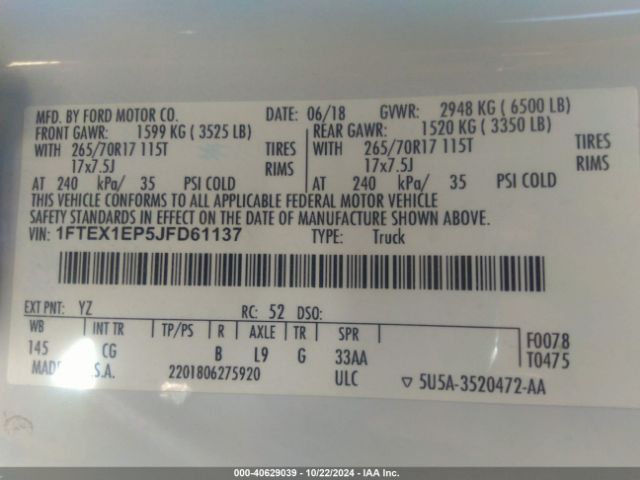 MFD. BY FORD MOTOR CO. DATE: 06/18 GVWR: 2948 KG ( 6500 LB)
FRONT GAWR: 1599 KG ( 3525 LB) REAR GAWR: 1520 KG ( 3350 LB)
WITH 265/70R17 115T TIRES WITH 265/70R17 115T TIRES
17x7.5J RIMS 17x7.5J RIMS
AT 240 kPa/ 35 PSI COLD AT 240 kPa/ 35 PSI COLD
THIS VEHICLE CONFORMS TO ALL APPLICABLE FEDERAL MOTOR VEHICLE
SAFETY STANDARDS IN EFFECT ON THE DATE OF MANUFACTURE SHOWN ABOVE.
VIN: 1FTEX1EP5JFD61137 TYPE: Truck
EXT PNT: YZ RC: 52 DSO:
WB INT TR TP/PS R AXLE TR SPR F0078
145 CG B L9 G 33AA T0475
MADE S.A. 2201806275920 ULC ▽ 5U5A-3520472-AA
000-40629039 - 10/22/2024 - IAA Inc.